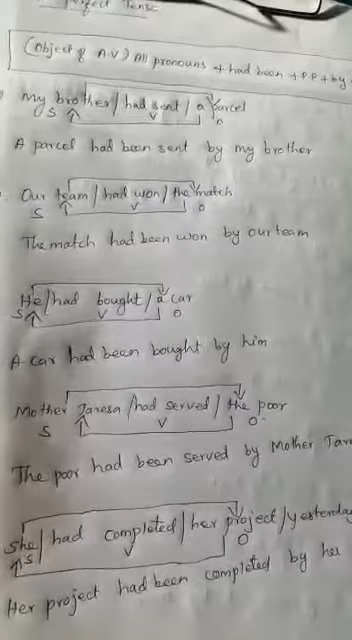 Perfect Tense
(Object of A.V) All pronouns + had been + P.P + by +
My brother / had sent / a parcel
S V O
A parcel had been sent by my brother
Our team / had won / the match
S V O
The match had been won by our team
He / had bought / a car
S V O
A car had been bought by him
Mother Taresa / had served / the poor
S V O
The poor had been served by Mother Tare
She / had completed / her project / yesterday
S V O
Her project had been completed by her